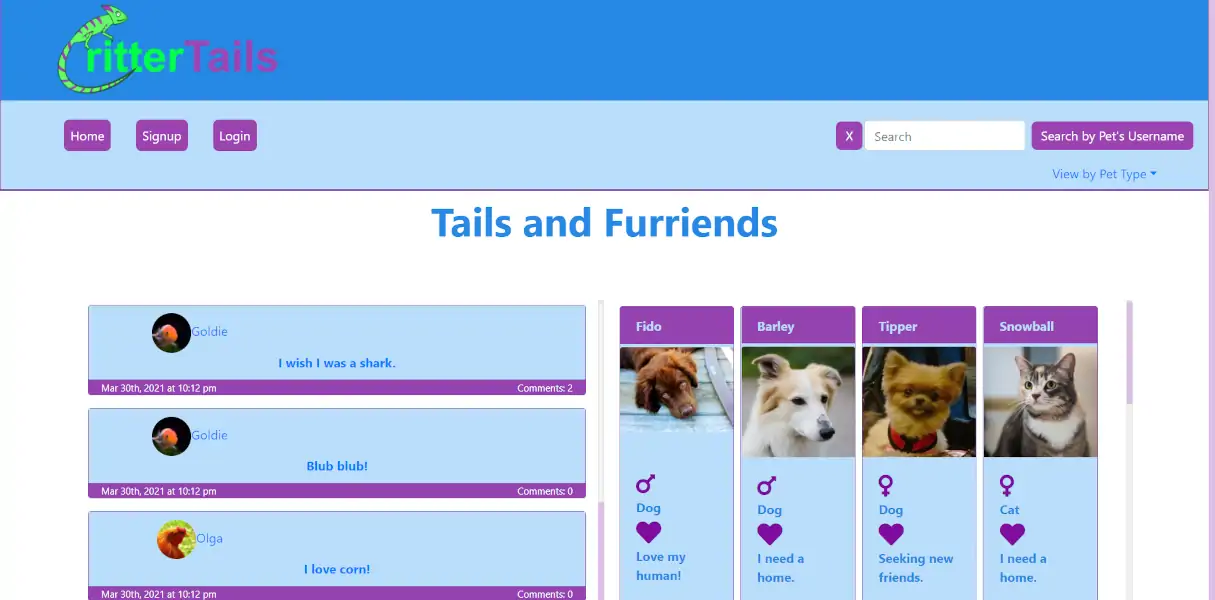 ritterTails
Home
Signup
Login
X
Search
Search by Pet's Username
View by Pet Type
Tails and Furriends
Goldie
I wish I was a shark.
Mar 30th, 2021 at 10:12 pm
Comments: 2
Goldie
Blub blub!
Mar 30th, 2021 at 10:12 pm
Comments: 0
Olga
I love corn!
Mar 30th, 2021 at 10:12 pm
Comments: 0
Fido
Dog
Love my
human!
Barley
Dog
I need a
home.
Tipper
Dog
Seeking new
friends.
Snowball
Cat
I need a
home.